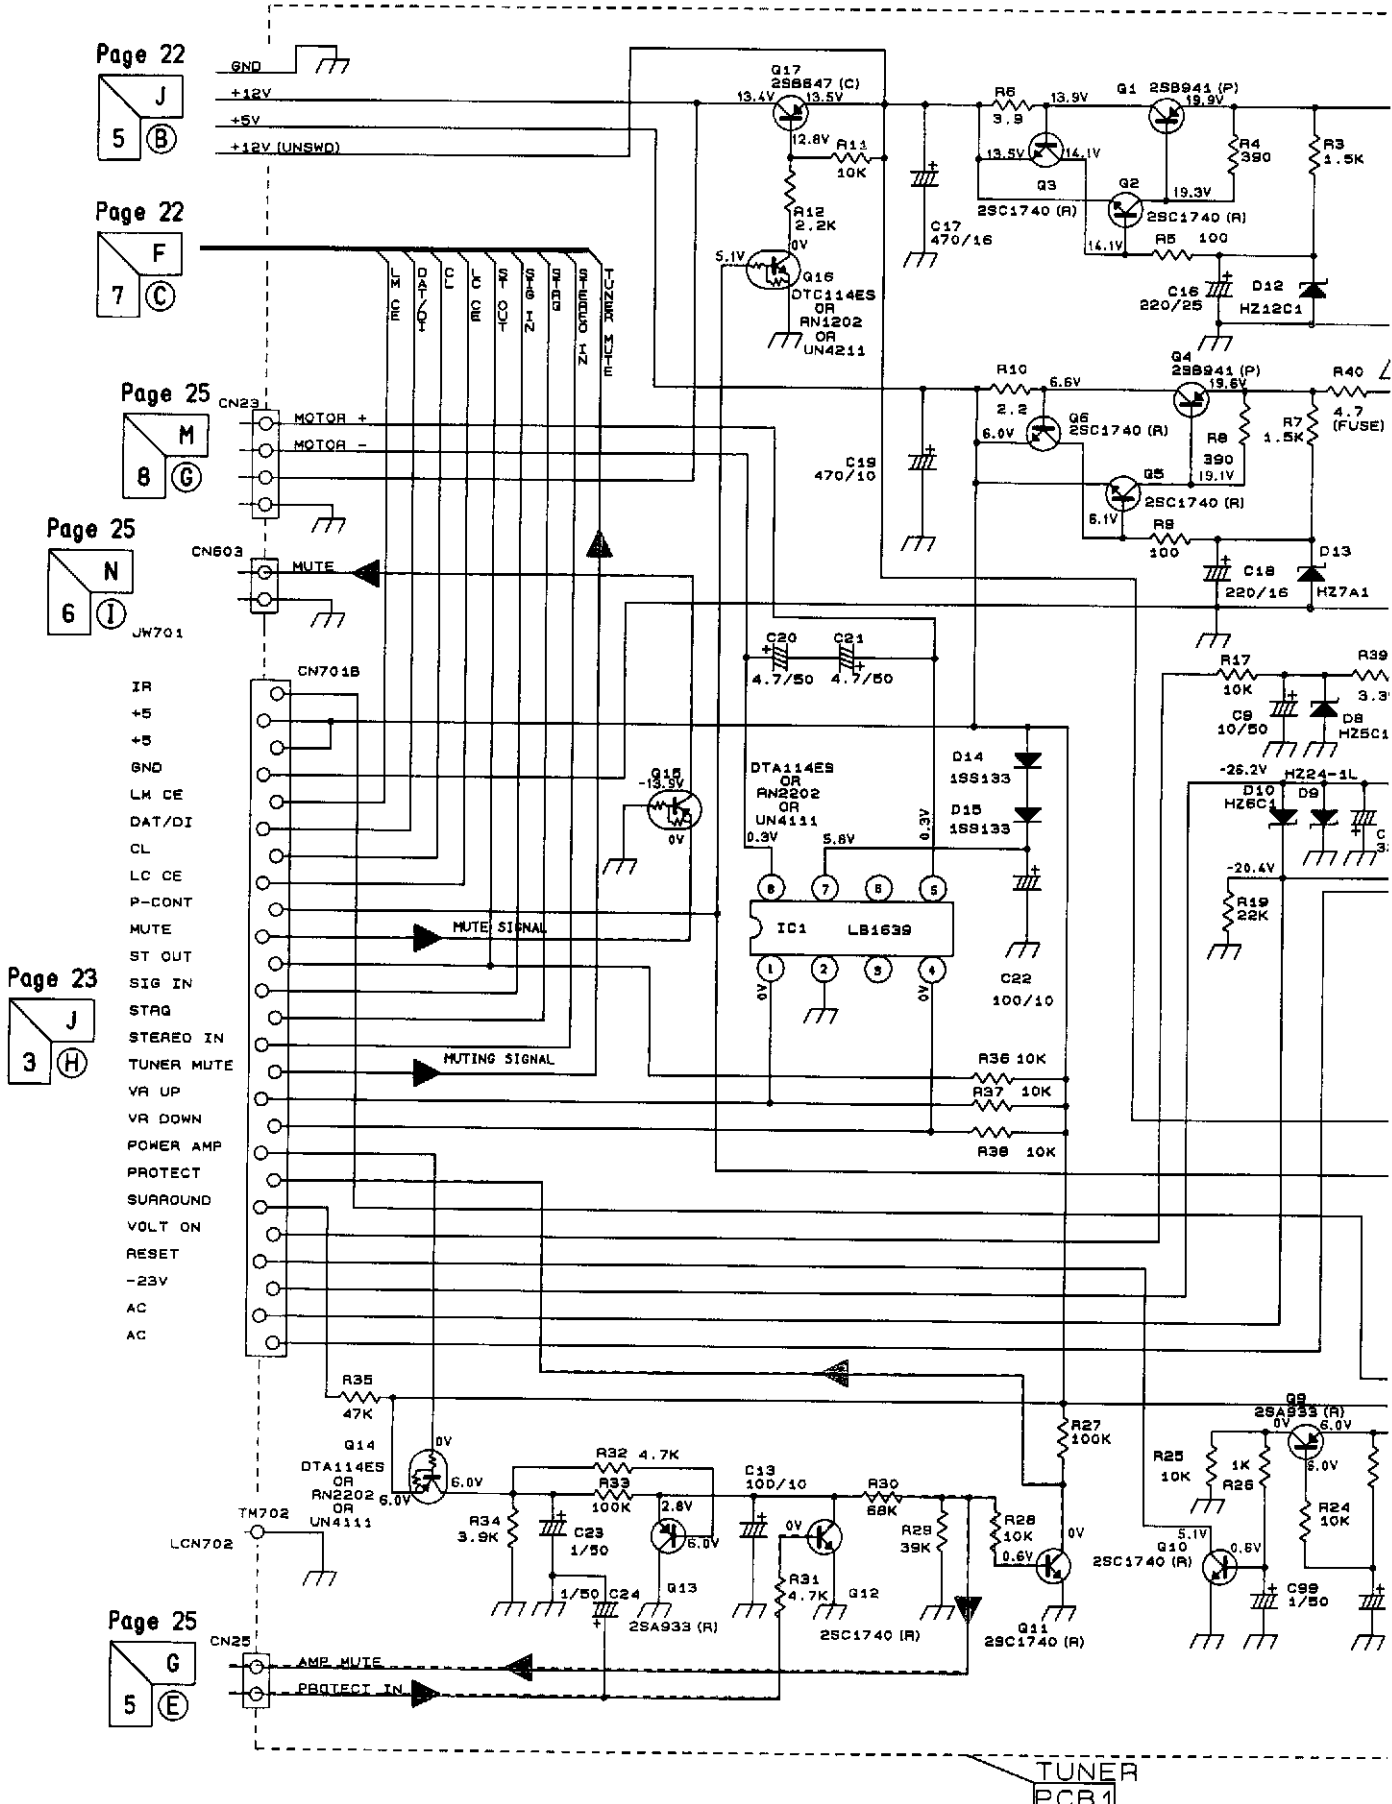 Page 22
J
5 B
GND
+12V
+5V
+12V (UNSWD)
Page 22
F
7 C
LM CE
DAT/DI
CL
LC CE
ST OUT
SIG IN
STRQ
STEREO IN
TUNER MUTE
Q17
2SB647 (C)
13.4V
13.5V
12.8V
R11
10K
R12
2.2K
0V
5.1V
Q16
DTC114ES
OR
RN1202
OR
UN4211
C17
470/16
R6
3.9
13.9V
Q1 2SB941 (P)
19.9V
13.5V
14.1V
Q3
2SC1740 (R)
Q2
2SC1740 (R)
19.3V
14.1V
R4
390
R3
1.5K
R5 100
C16
220/25
D12
HZ12C1
Page 25
M
8 G
CN23
MOTOR +
MOTOR -
R10
2.2
6.6V
Q4
2SB941 (P)
19.6V
R40
4.7
(FUSE)
Q6
2SC1740 (R)
6.0V
R8
390
R7
1.5K
19.1V
C19
470/10
Q5
2SC1740 (R)
6.1V
R9
100
C18
220/16
D13
HZ7A1
Page 25
N
6 I
CN603
MUTE
JW701
CN701B
C20
4.7/50
C21
4.7/50
R17
10K
R39
3.3
C9
10/50
D8
HZ5C1
IR
+5
+5
GND
LM CE
DAT/DI
CL
LC CE
P-CONT
MUTE
ST OUT
SIG IN
STRQ
STEREO IN
TUNER MUTE
VR UP
VR DOWN
POWER AMP
PROTECT
SURROUND
VOLT ON
RESET
-23V
AC
AC
Page 23
J
3 H
Q15
-13.9V
0V
DTA114ES
OR
RN2202
OR
UN4111
D14
1SS133
D15
1SS133
0.3V
5.8V
0.3V
8 7 6 5
IC1 LB1639
1 2 3 4
0V
0V
C22
100/10
-26.2V
HZ24-1L
D10
HZ6C1
D9
-20.4V
R19
22K
MUTE SIGNAL
MUTING SIGNAL
R36 10K
R37 10K
R38 10K
R35
47K
Q14
DTA114ES
OR
RN2202
OR
UN4111
0V
6.0V
6.0V
R32 4.7K
R33
100K
R34
3.9K
C23
1/50
1/50 C24
2.8V
6.0V
Q13
2SA933 (R)
C13
100/10
0V
R31
4.7K
Q12
2SC1740 (R)
R30
68K
R29
39K
R28
10K
0.6V
R27
100K
0V
Q11
2SC1740 (R)
Q9
2SA933 (R)
0V
6.0V
R25
10K
1K
R26
R24
10K
5.1V
Q10
2SC1740 (R)
0.6V
C99
1/50
TM702
LCN702
Page 25
G
5 E
CN25
AMP MUTE
PROTECT IN
TUNER
PCB1